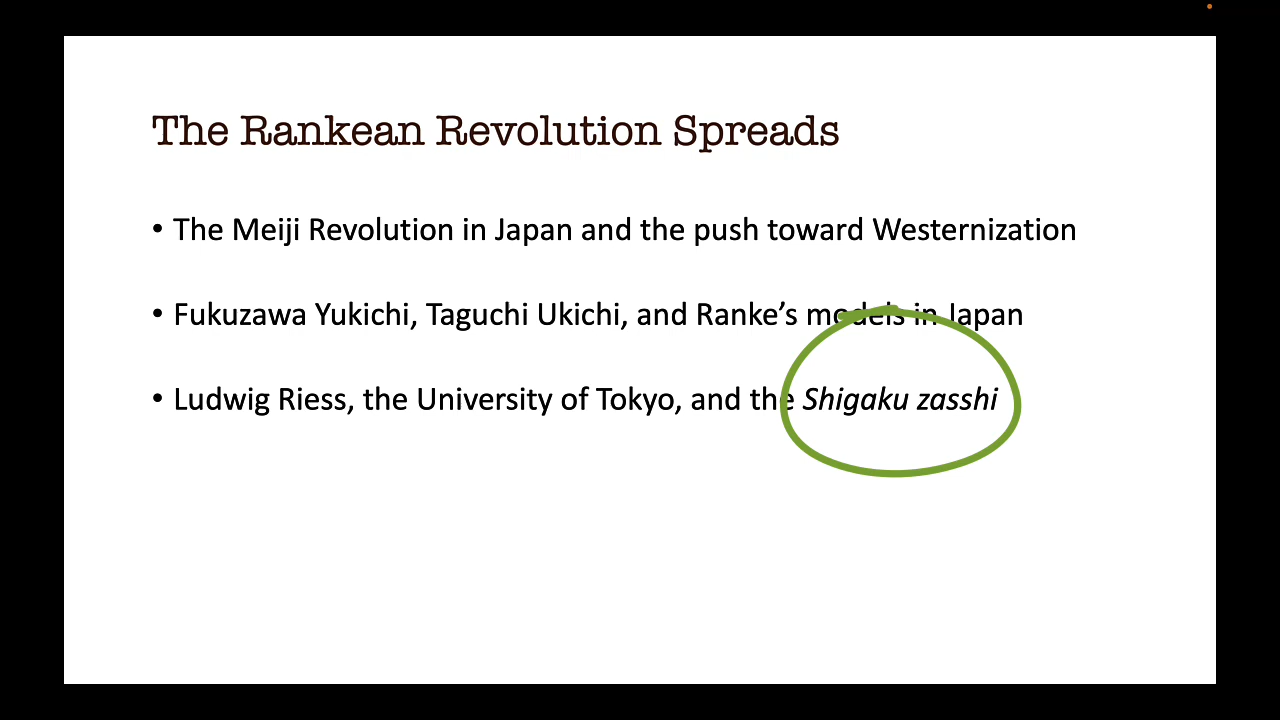 The Rankean Revolution Spreads
• The Meiji Revolution in Japan and the push toward Westernization
• Fukuzawa Yukichi, Taguchi Ukichi, and Ranke’s models in Japan
• Ludwig Riess, the University of Tokyo, and the Shigaku zasshi